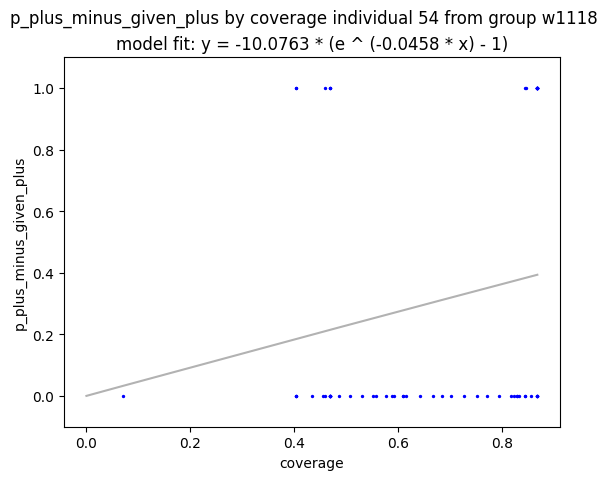 p_plus_minus_given_plus by coverage individual 54 from group w1118
model fit: y = -10.0763 * (e ^ (-0.0458 * x) - 1)
1.0
0.8
0.6
0.4
0.2
0.0
p_plus_minus_given_plus
0.0 0.2 0.4 0.6 0.8
coverage